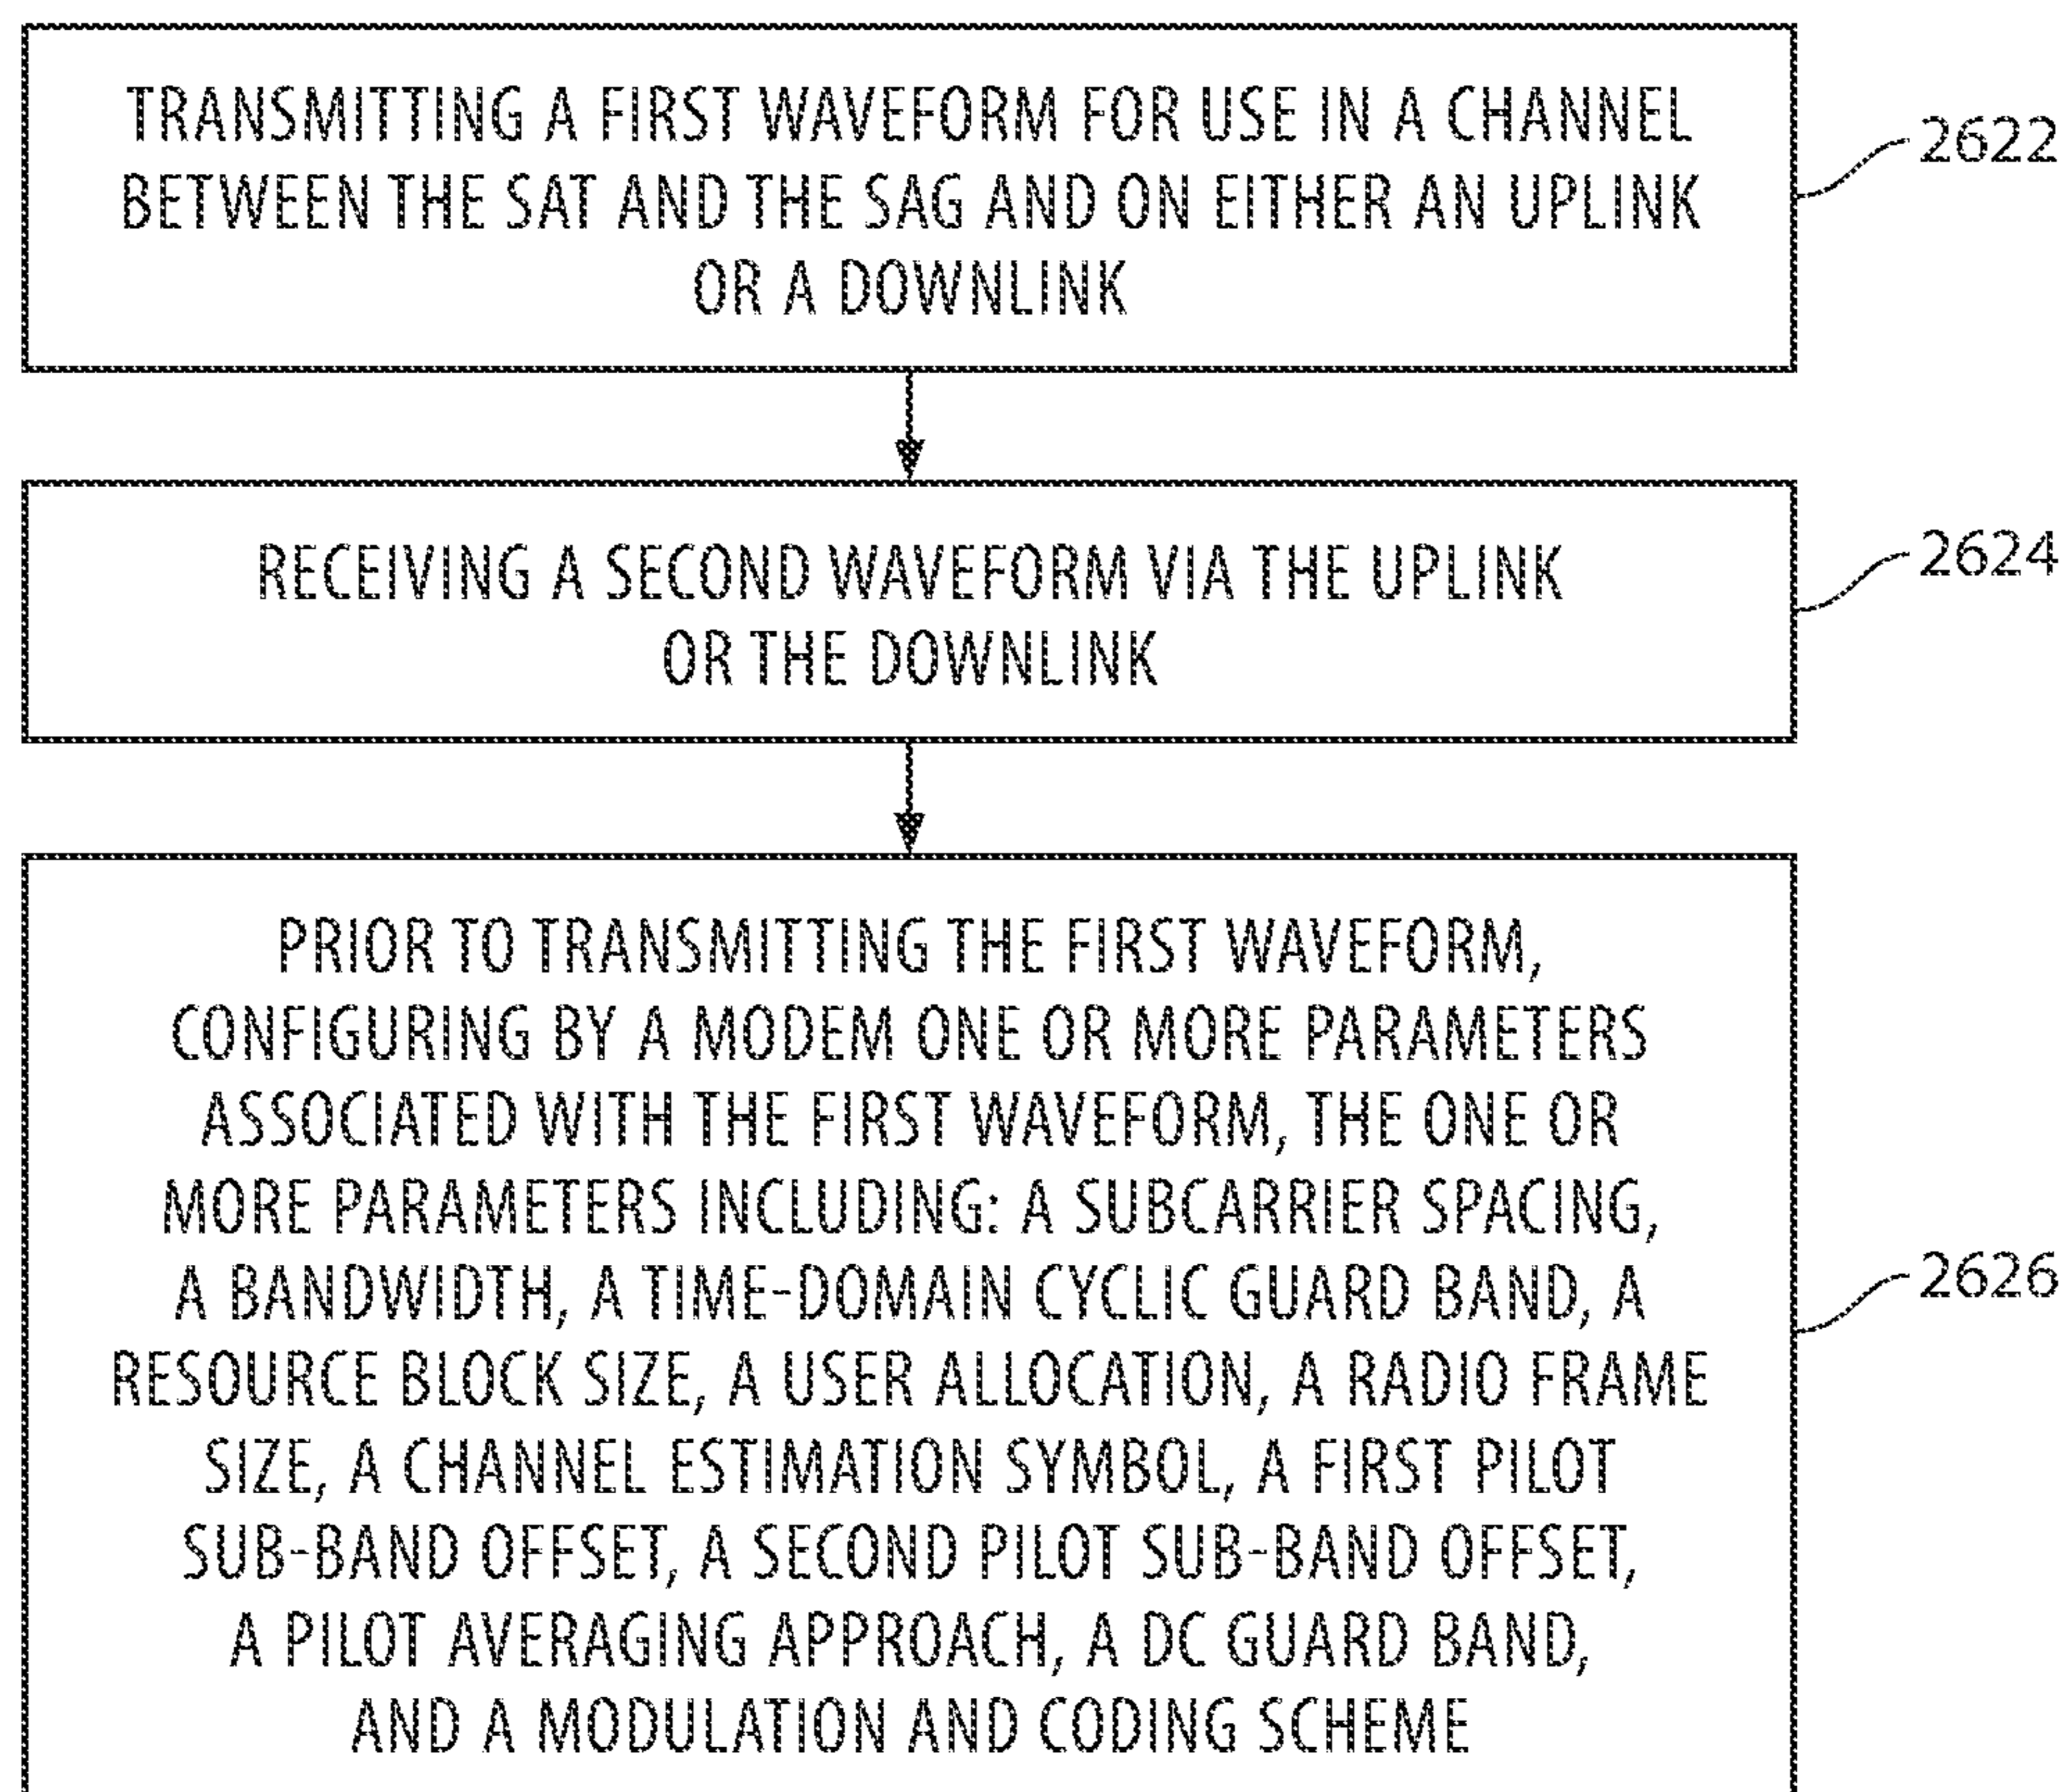 TRANSMITTING A FIRST WAVEFORM FOR USE IN A CHANNEL
BETWEEN THE SAT AND THE SAG AND ON EITHER AN UPLINK
OR A DOWNLINK
2622
RECEIVING A SECOND WAVEFORM VIA THE UPLINK
OR THE DOWNLINK
2624
PRIOR TO TRANSMITTING THE FIRST WAVEFORM,
CONFIGURING BY A MODEM ONE OR MORE PARAMETERS
ASSOCIATED WITH THE FIRST WAVEFORM, THE ONE OR
MORE PARAMETERS INCLUDING: A SUBCARRIER SPACING,
A BANDWIDTH, A TIME-DOMAIN CYCLIC GUARD BAND, A
RESOURCE BLOCK SIZE, A USER ALLOCATION, A RADIO FRAME
SIZE, A CHANNEL ESTIMATION SYMBOL, A FIRST PILOT
SUB-BAND OFFSET, A SECOND PILOT SUB-BAND OFFSET,
A PILOT AVERAGING APPROACH, A DC GUARD BAND,
AND A MODULATION AND CODING SCHEME
2626